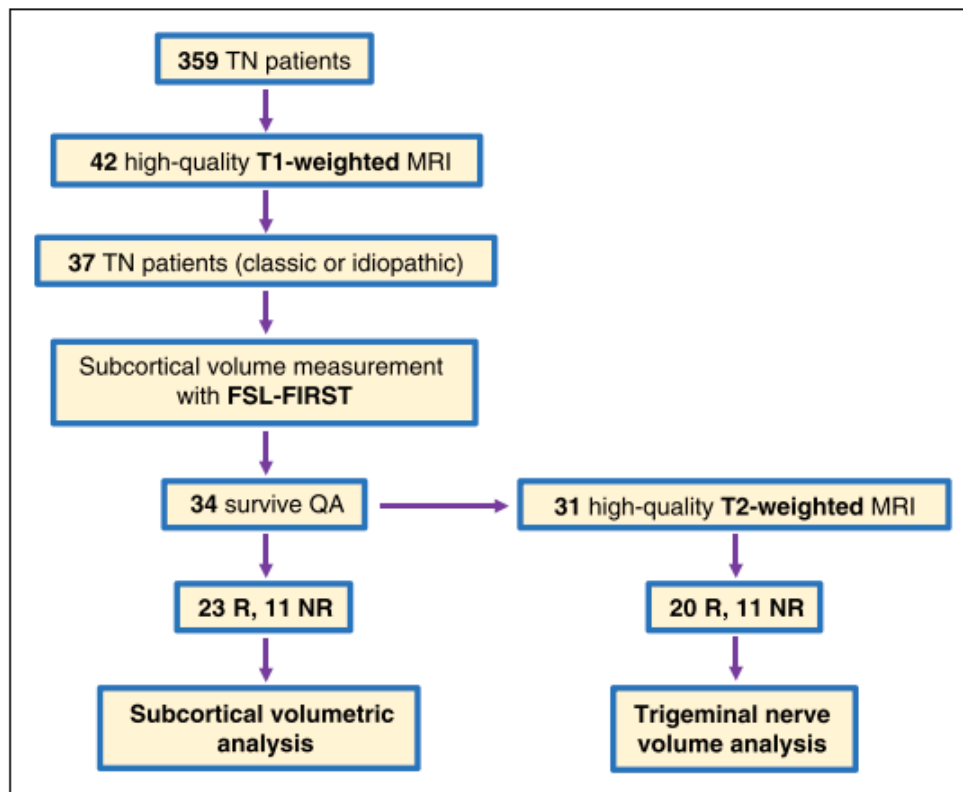 359 TN patients
42 high-quality T1-weighted MRI
37 TN patients (classic or idiopathic)
Subcortical volume measurement
with FSL-FIRST
34 survive QA
31 high-quality T2-weighted MRI
23 R, 11 NR
20 R, 11 NR
Subcortical volumetric
analysis
Trigeminal nerve
volume analysis